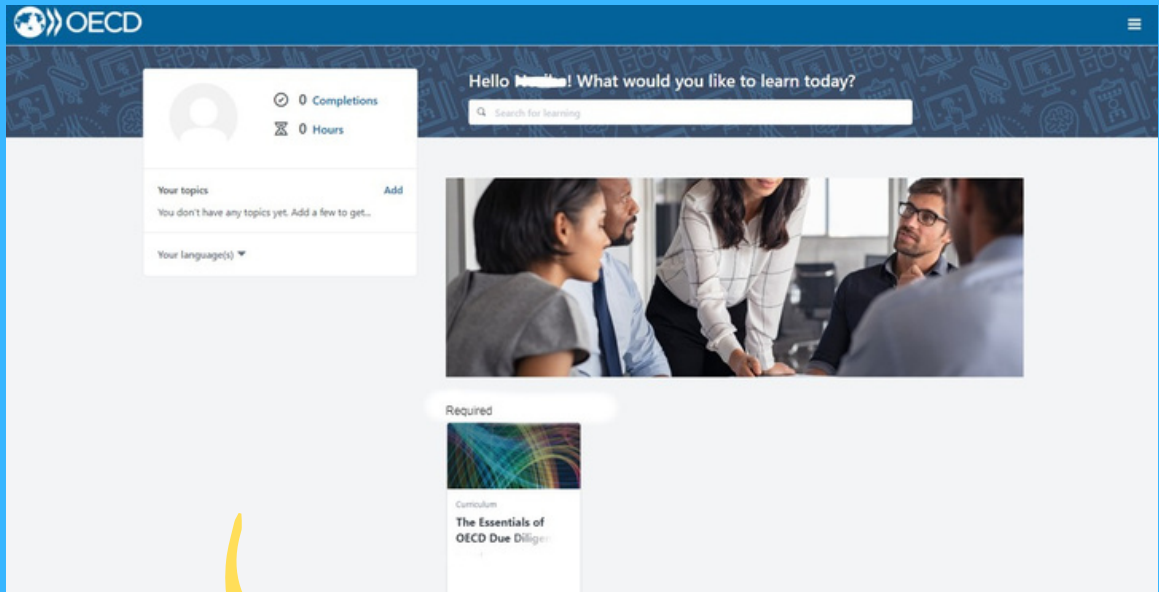 OECD
Hello ! What would you like to learn today?
Search for learning
0 Completions
0 Hours
Your topics Add
You don't have any topics yet. Add a few to get...
Your language(s)
Required
Curriculum
The Essentials of
OECD Due